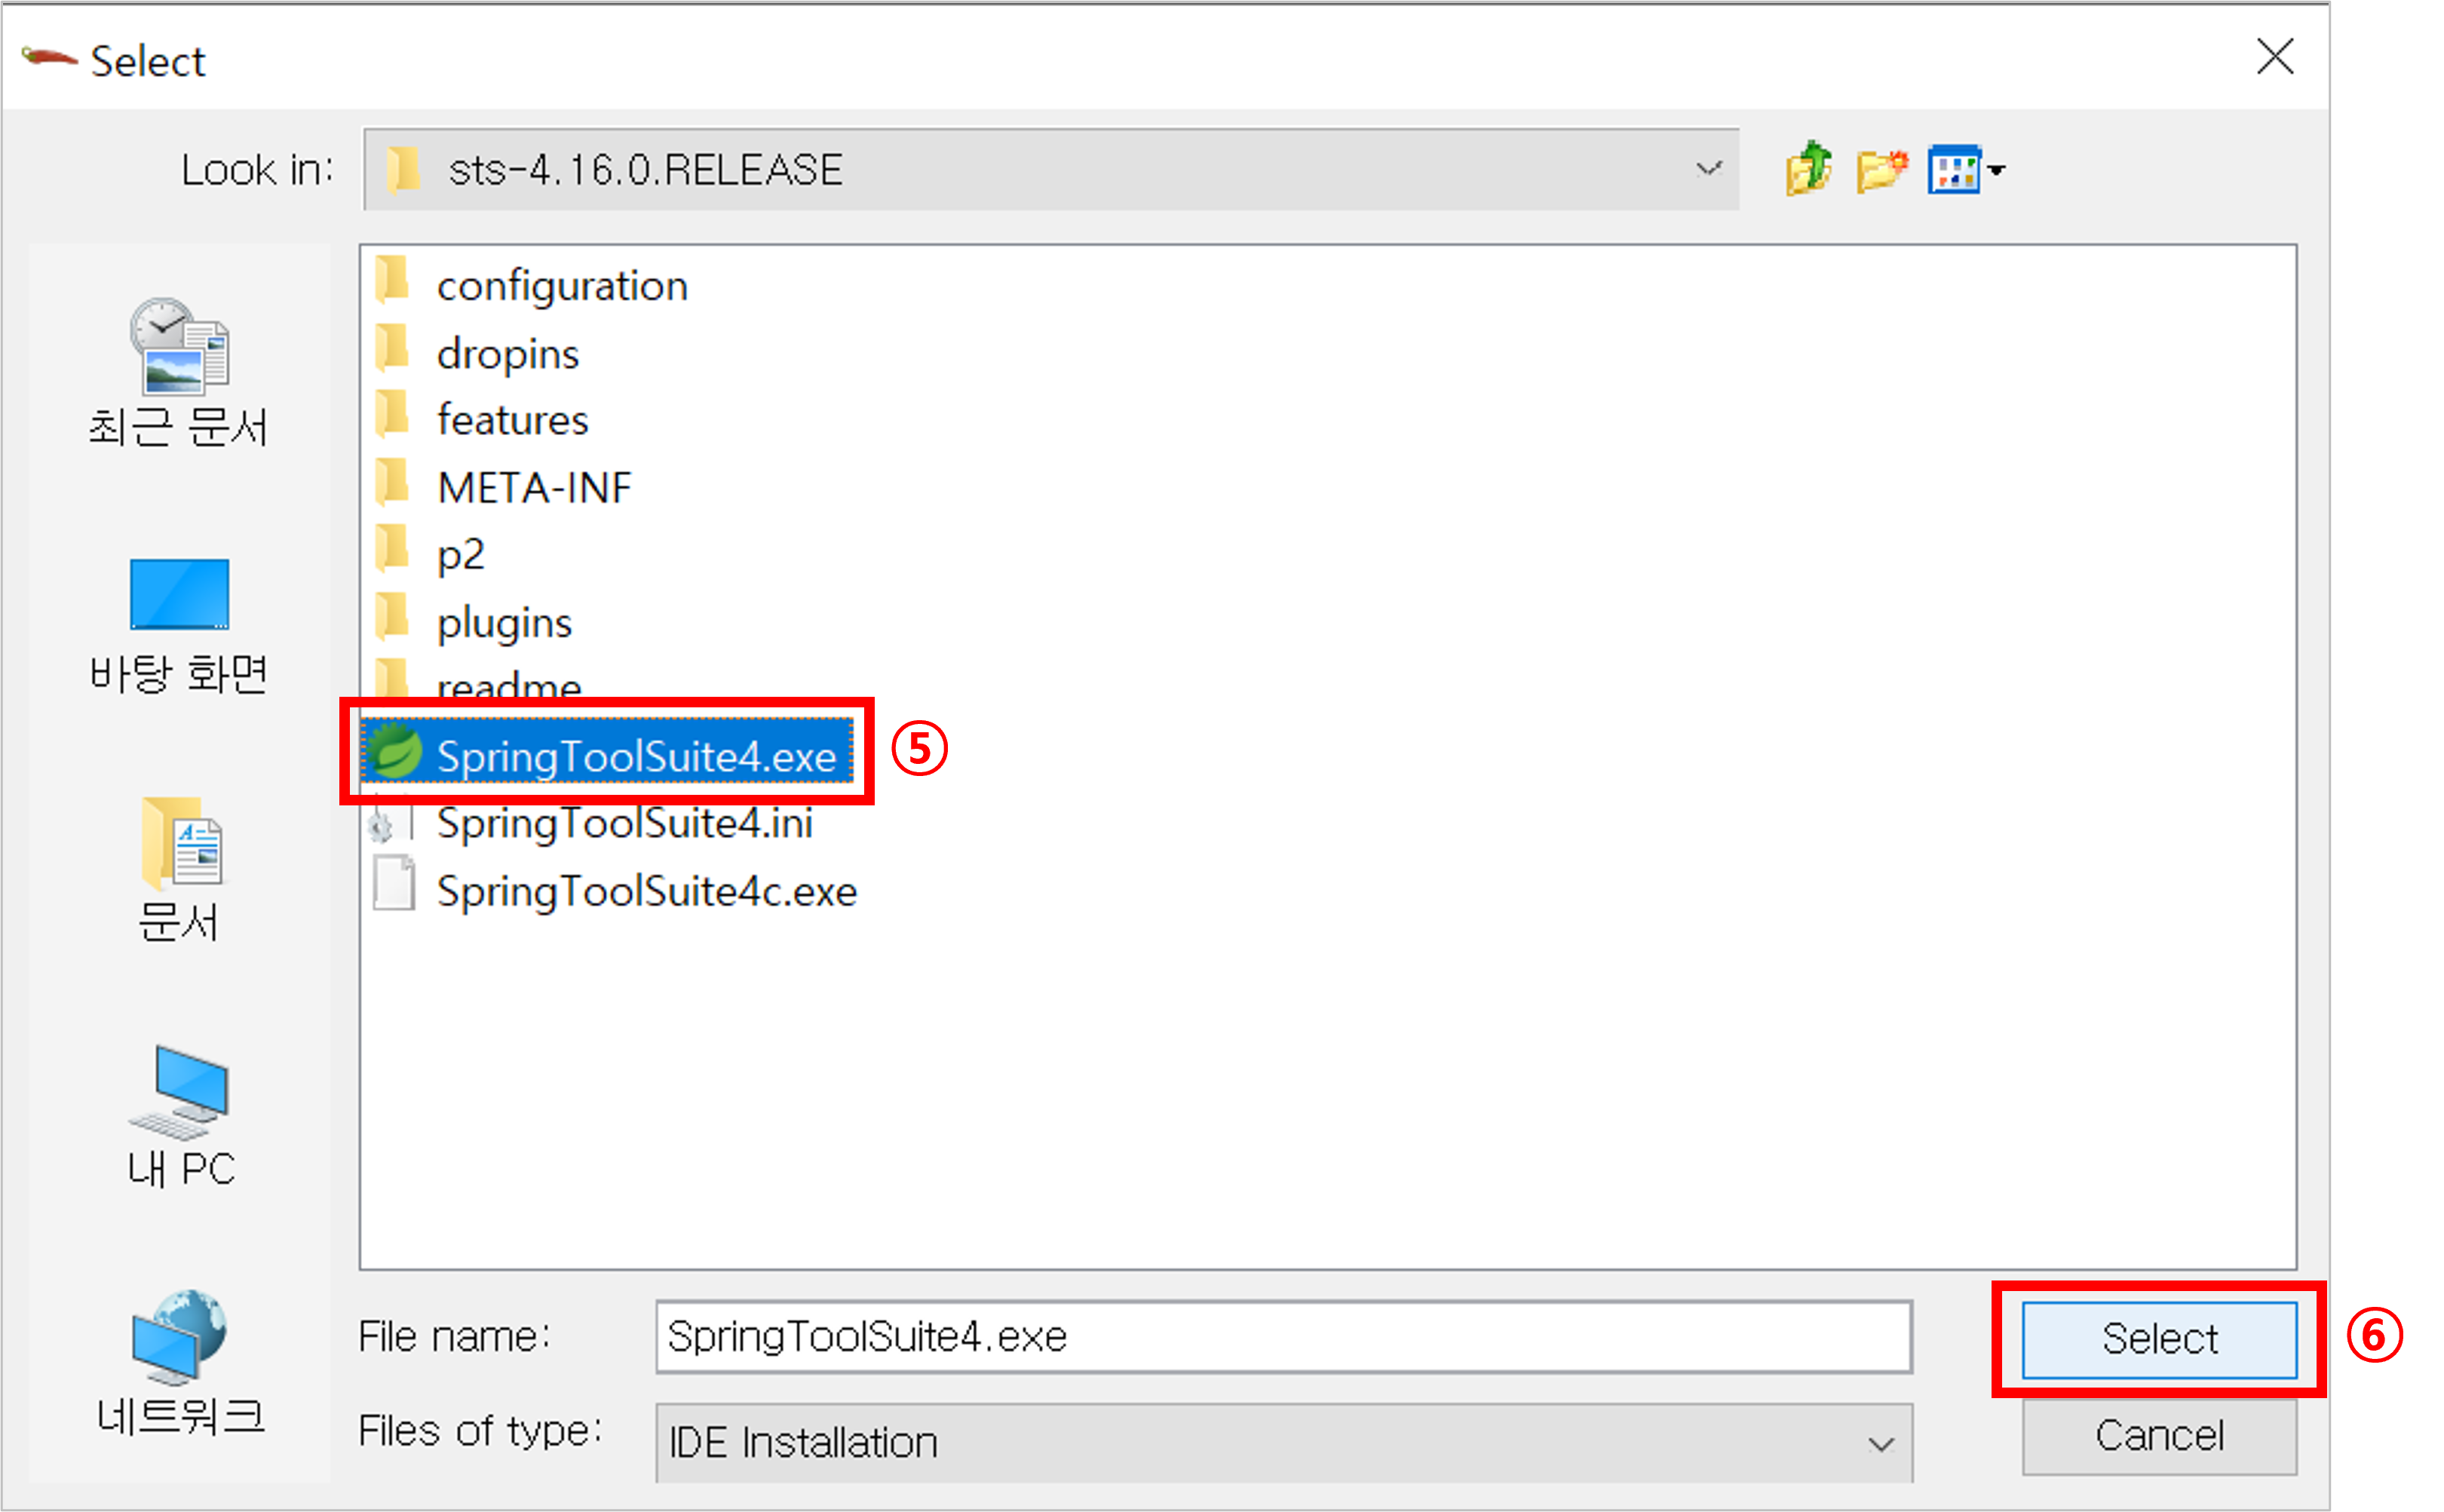 Select
Look in: sts-4.16.0.RELEASE
최근 문서
바탕 화면
문서
내 PC
네트워크
configuration
dropins
features
META-INF
p2
plugins
readme
SpringToolSuite4.exe ⑤
SpringToolSuite4.ini
SpringToolSuite4c.exe
File name: SpringToolSuite4.exe Select ⑥
Files of type: IDE Installation Cancel